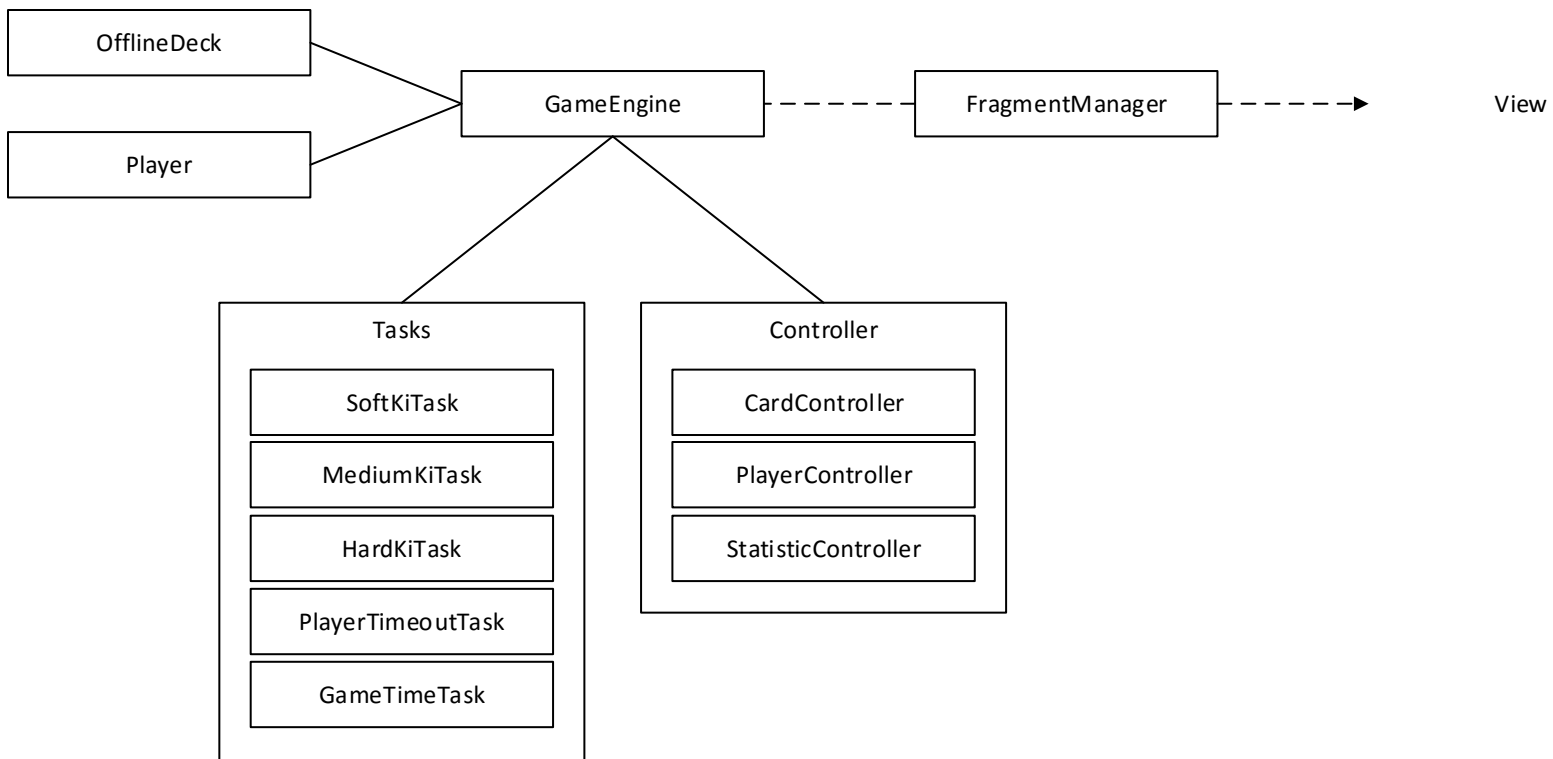 OfflineDeck
GameEngine
FragmentManager
View
Player
Tasks
SoftKiTask
MediumKiTask
HardKiTask
PlayerTimeoutTask
GameTimeTask
Controller
CardController
PlayerController
StatisticController